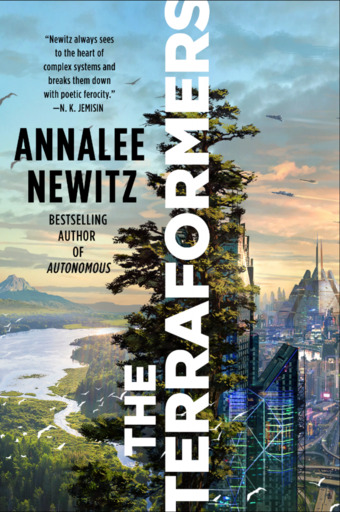 “Newitz always sees
to the heart of
complex systems and
breaks them down
with poetic ferocity.”
—N. K. JEMISIN
ANNALEE
NEWITZ
BESTSELLING
AUTHOR
OF
AUTONOMOUS
THE
TERRAFORMERS